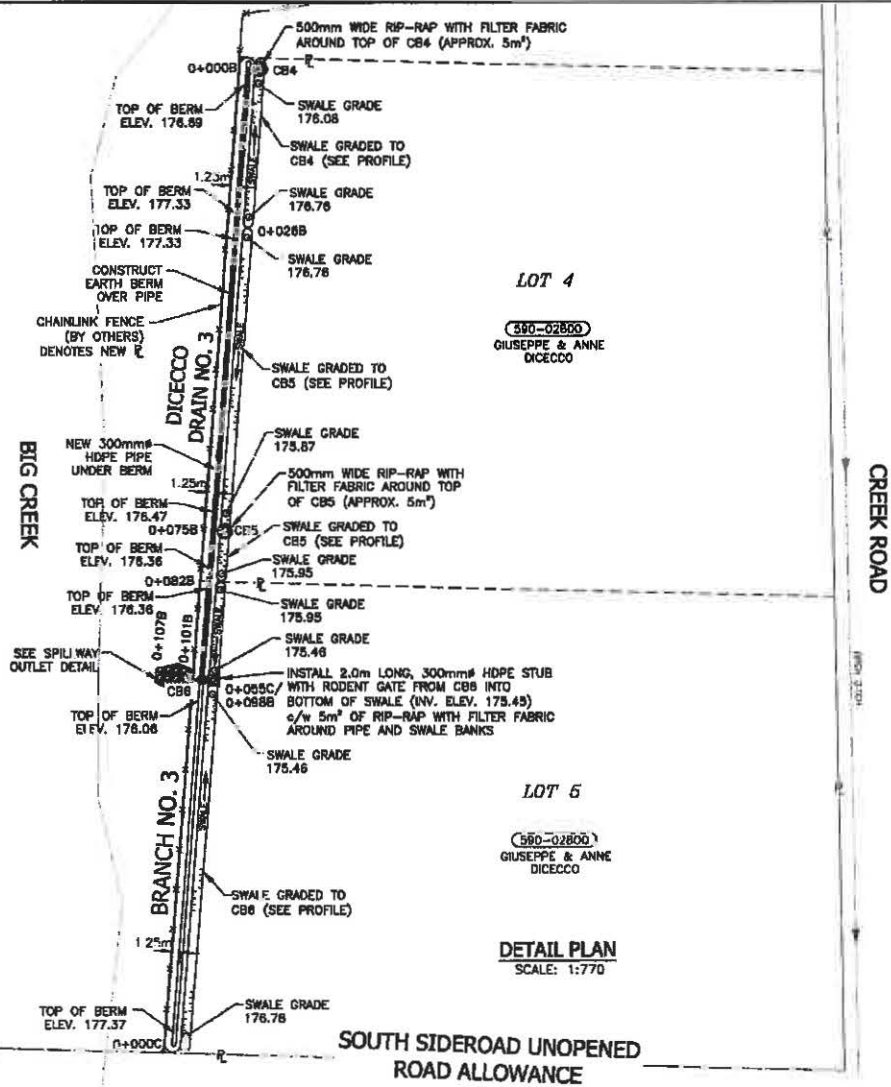 500mm WIDE RIP-RAP WITH FILTER FABRIC
AROUND TOP OF CB4 (APPROX. 5m²)
0+000B
CB4
TOP OF BERM
ELEV. 176.69
SWALE GRADE
176.08
SWALE GRADED TO
CB4 (SEE PROFILE)
SWALE
TOP OF BERM
ELEV. 177.33
SWALE GRADE
176.76
TOP OF BERM
ELEV. 177.33
0+026B
SWALE GRADE
176.76
CONSTRUCT
EARTH BERM
OVER PIPE
LOT 4
590-02800
GIUSEPPE & ANNE
DICECCO
CHAINLINK FENCE
(BY OTHERS)
DENOTES NEW
SWALE
DICECCO
DRAIN NO. 3
SWALE GRADED TO
CB5 (SEE PROFILE)
BIG CREEK
CREEK ROAD
NEW 300mmø
HDPE PIPE
UNDER BERM
SWALE GRADE
175.87
1.25m
500mm WIDE RIP-RAP WITH
FILTER FABRIC AROUND TOP
OF CB5 (APPROX. 5m²)
TOP OF BERM
ELEV. 176.47
0+075B
CB5
SWALE GRADED TO
CB5 (SEE PROFILE)
TOP OF BERM
ELEV. 176.36
SWALE GRADE
175.95
0+082B
TOP OF BERM
ELEV. 176.36
SWALE GRADE
175.95
SWALE
0+107B
0+101B
SWALE GRADE
175.46
SEE SPILLWAY
OUTLET DETAIL
CB6
0+055C/
0+098B
INSTALL 2.0m LONG, 300mmø HDPE STUB
WITH RODENT GATE FROM CB6 INTO
BOTTOM OF SWALE (INV. ELEV. 175.45)
c/w 5m² OF RIP-RAP WITH FILTER FABRIC
AROUND PIPE AND SWALE BANKS
TOP OF BERM
ELEV. 176.06
SWALE GRADE
175.46
LOT 5
590-02800
GIUSEPPE & ANNE
DICECCO
BRANCH NO. 3
SWALE
SWALE GRADED TO
CB6 (SEE PROFILE)
1.25m
DETAIL PLAN
SCALE: 1:770
TOP OF BERM
ELEV. 177.37
SWALE GRADE
176.78
0+000C
SOUTH SIDEROAD UNOPENED
ROAD ALLOWANCE